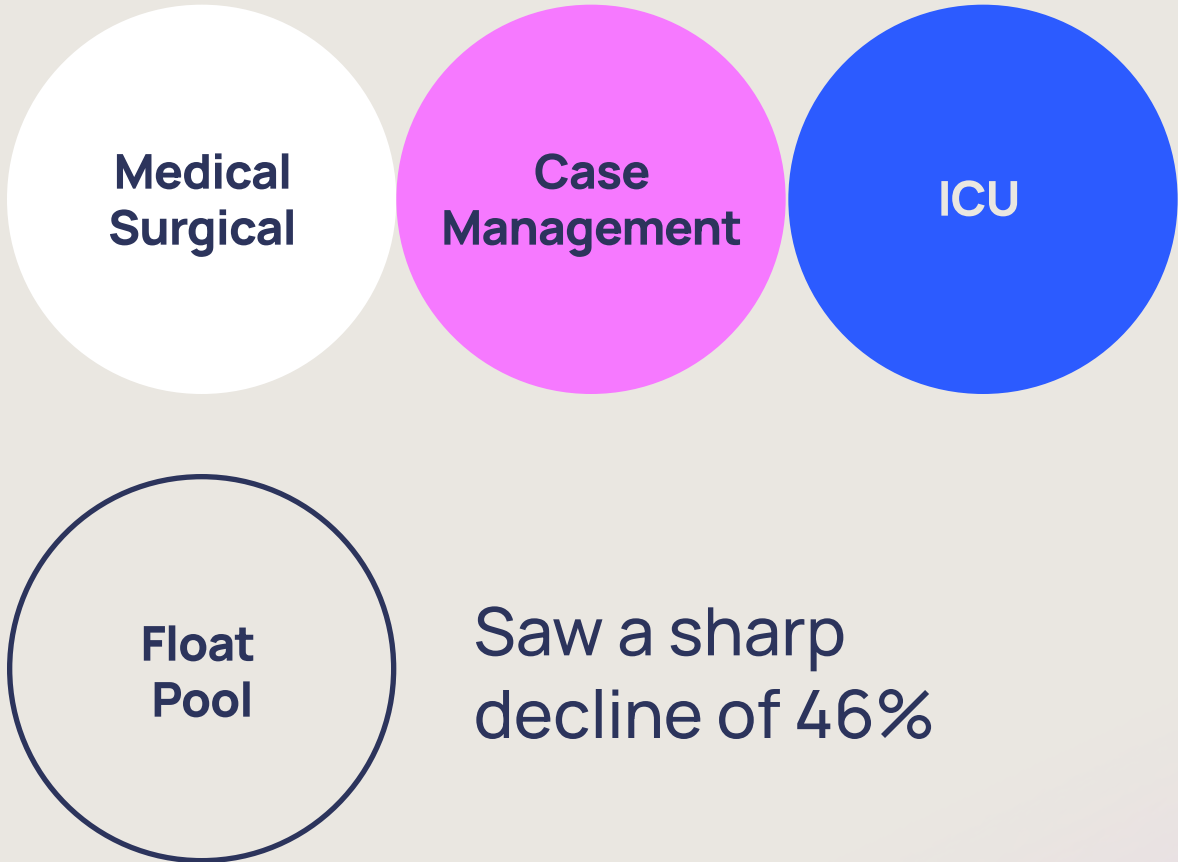 Medical
Surgical
Case
Management
ICU
Float
Pool
Saw a sharp
decline of 46%